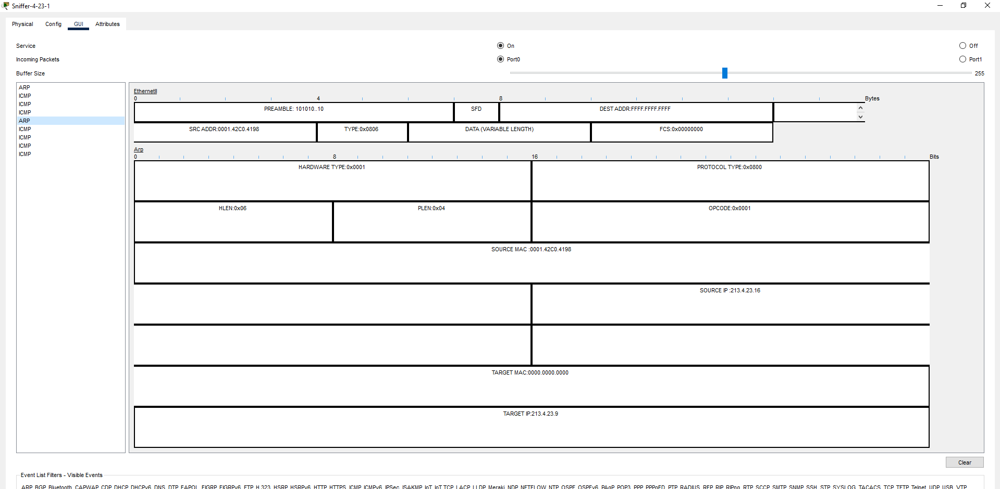 Sniffer-4-23-1
Physical Config GUI Attributes
Service On Off
Incoming Packets Port0 Port1
Buffer Size 255
ARP
ICMP
ICMP
ICMP
ARP
ICMP
ICMP
ICMP
ICMP
EthernetII
0 4 8 Bytes
PREAMBLE: 101010..10 SFD DEST ADDR:FFFF.FFFF.FFFF
SRC ADDR:0001.42C0.4198 TYPE:0x0806 DATA (VARIABLE LENGTH) FCS:0x00000000
Arp
0 8 16 Bits
HARDWARE TYPE:0x0001 PROTOCOL TYPE:0x0800
HLEN:0x06 PLEN:0x04 OPCODE:0x0001
SOURCE MAC :0001.42C0.4198
SOURCE IP :213.4.23.16
TARGET MAC:0000.0000.0000
TARGET IP:213.4.23.9
Clear
Event List Filters - Visible Events
ARP, BGP, Bluetooth, CAPWAP, CDP, DHCP, DHCPv6, DNS, DTP, EAPOL, EIGRP, EIGRPv6, FTP, H.323, HSRP, HSRPv6, HTTP, HTTPS, ICMP, ICMPv6, IPSec, ISAKMP, IoT, IoT TCP, LACP, LLDP, Meraki, NDP, NETFLOW, NTP, OSPF, OSPFv6, PAgP, POP3, PPP, PPPoED, PTP, RADIUS, REP, RIP, RIPng, RTP, SCCP, SMTP, SNMP, SSH, STP, SYSLOG, TACACS, TCP, TFTP, Telnet, UDP, USB, VTP